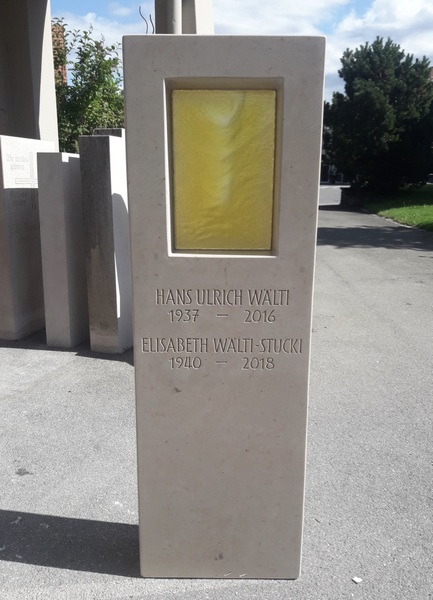 HANS ULRICH WÄLTI
1937 — 2016
ELISABETH WÄLTI-STUCKI
1940 — 2018